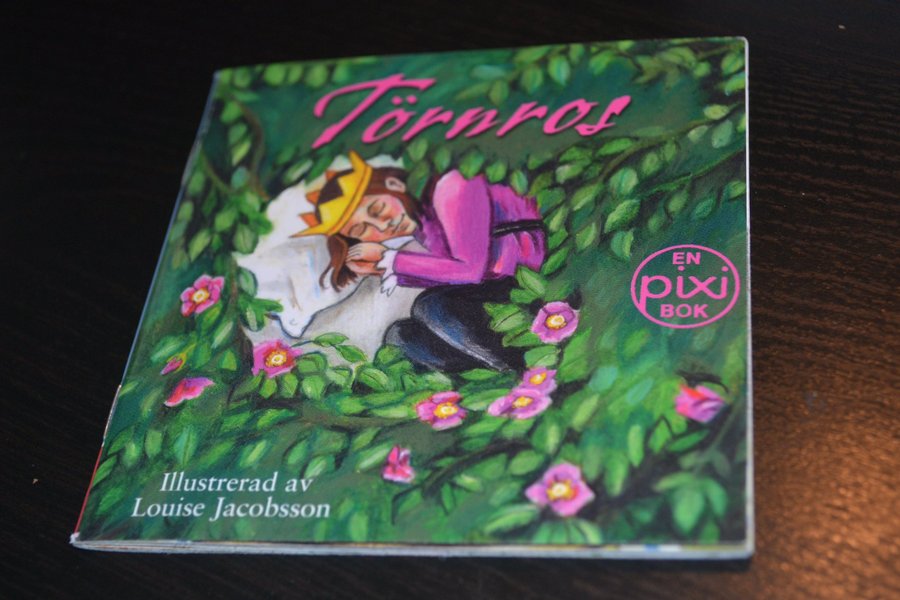 Törnros
EN
pixi
BOK
Illustrerad av
Louise Jacobsson